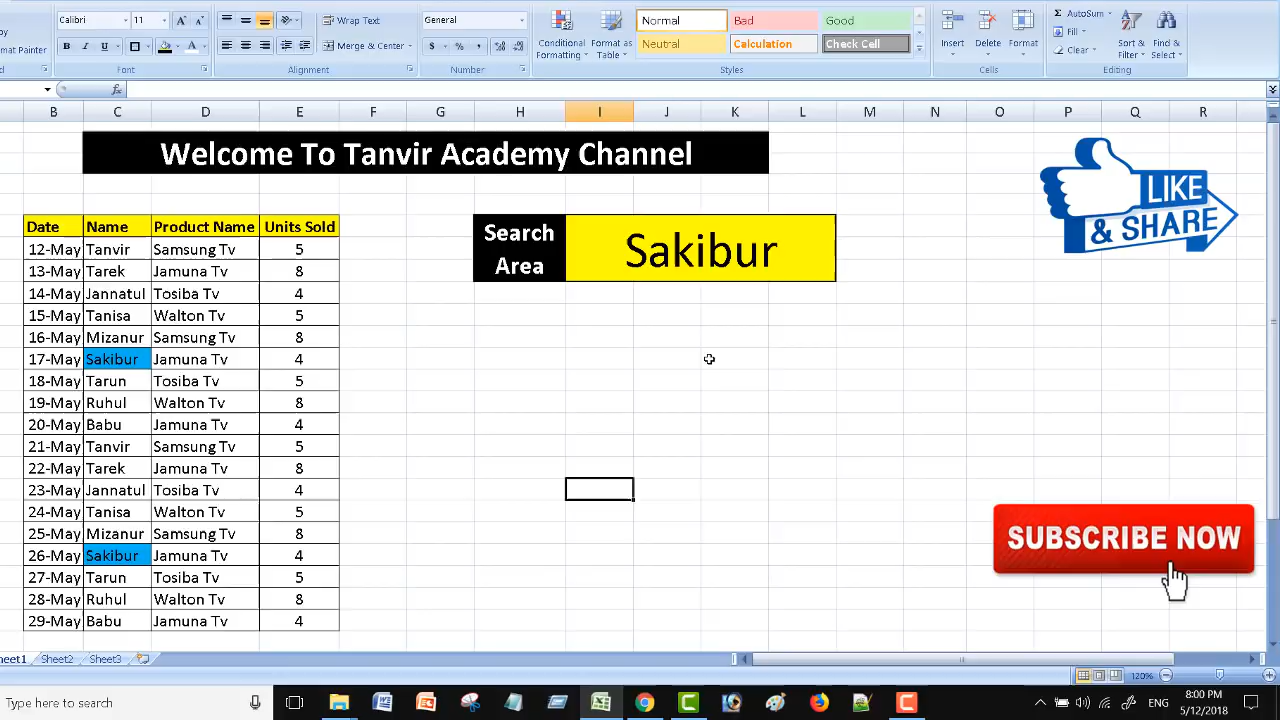 Calibri 11 Wrap Text General Normal Bad Good AutoSum
Format Painter B I U Merge & Center $ % , Conditional Formatting Format as Table Neutral Calculation Check Cell Insert Delete Format Fill Clear Sort & Filter Find & Select
Font Alignment Number Styles Cells Editing
fx
B C D E F G H I J K L M N O P Q R
Welcome To Tanvir Academy Channel
LIKE
& SHARE
Search
Area
Sakibur
Date Name Product Name Units Sold
12-May Tanvir Samsung Tv 5
13-May Tarek Jamuna Tv 8
14-May Jannatul Tosiba Tv 4
15-May Tanisa Walton Tv 5
16-May Mizanur Samsung Tv 8
17-May Sakibur Jamuna Tv 4
18-May Tarun Tosiba Tv 5
19-May Ruhul Walton Tv 8
20-May Babu Jamuna Tv 4
21-May Tanvir Samsung Tv 5
22-May Tarek Jamuna Tv 8
23-May Jannatul Tosiba Tv 4
24-May Tanisa Walton Tv 5
25-May Mizanur Samsung Tv 8
26-May Sakibur Jamuna Tv 4
27-May Tarun Tosiba Tv 5
28-May Ruhul Walton Tv 8
29-May Babu Jamuna Tv 4
SUBSCRIBE NOW
heet1 Sheet2 Sheet3
120%
Type here to search ENG 8:00 PM
5/12/2018